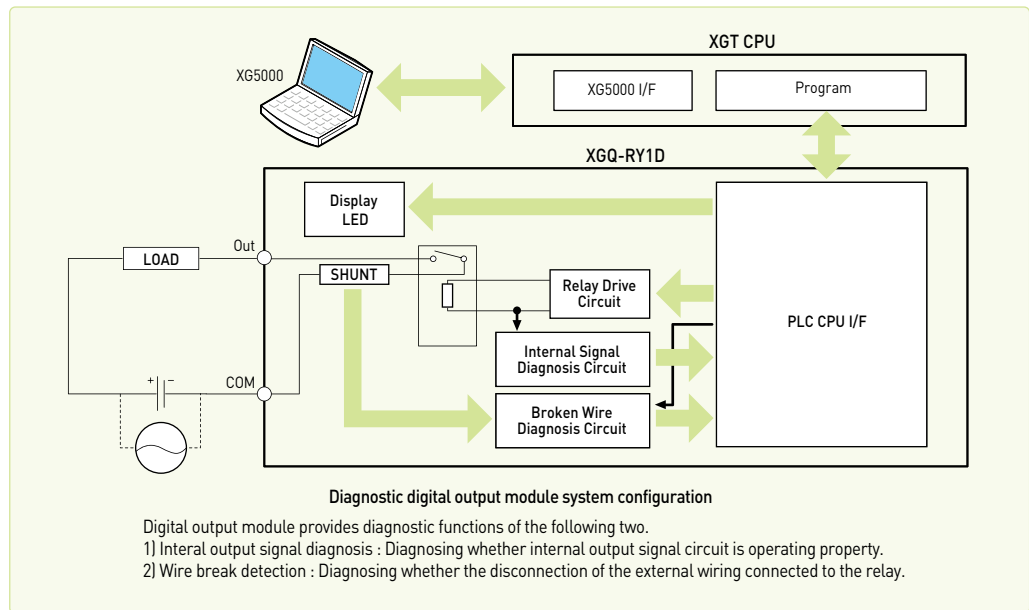 XGT CPU
XG5000
XG5000 I/F
Program
XGQ-RY1D
Display
LED
Out
LOAD
SHUNT
Relay Drive
Circuit
PLC CPU I/F
Internal Signal
Diagnosis Circuit
COM
+ −
Broken Wire
Diagnosis Circuit
Diagnostic digital output module system configuration
Digital output module provides diagnostic functions of the following two.
1) Interal output signal diagnosis : Diagnosing whether internal output signal circuit is operating property.
2) Wire break detection : Diagnosing whether the disconnection of the external wiring connected to the relay.